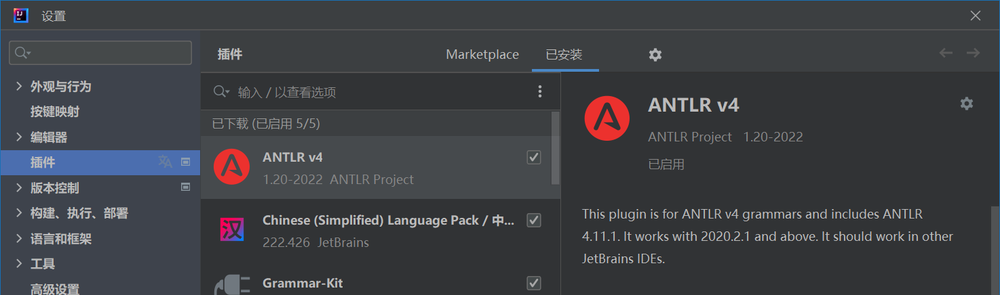 设置
插件
Marketplace
已安装
外观与行为
按键映射
编辑器
插件
版本控制
构建、执行、部署
语言和框架
工具
高级设置
输入 / 以查看选项
已下载 (已启用 5/5)
ANTLR v4
1.20-2022 ANTLR Project
Chinese (Simplified) Language Pack / 中...
222.426 JetBrains
Grammar-Kit
ANTLR v4
ANTLR Project 1.20-2022
已启用
This plugin is for ANTLR v4 grammars and includes ANTLR
4.11.1. It works with 2020.2.1 and above. It should work in other
JetBrains IDEs.